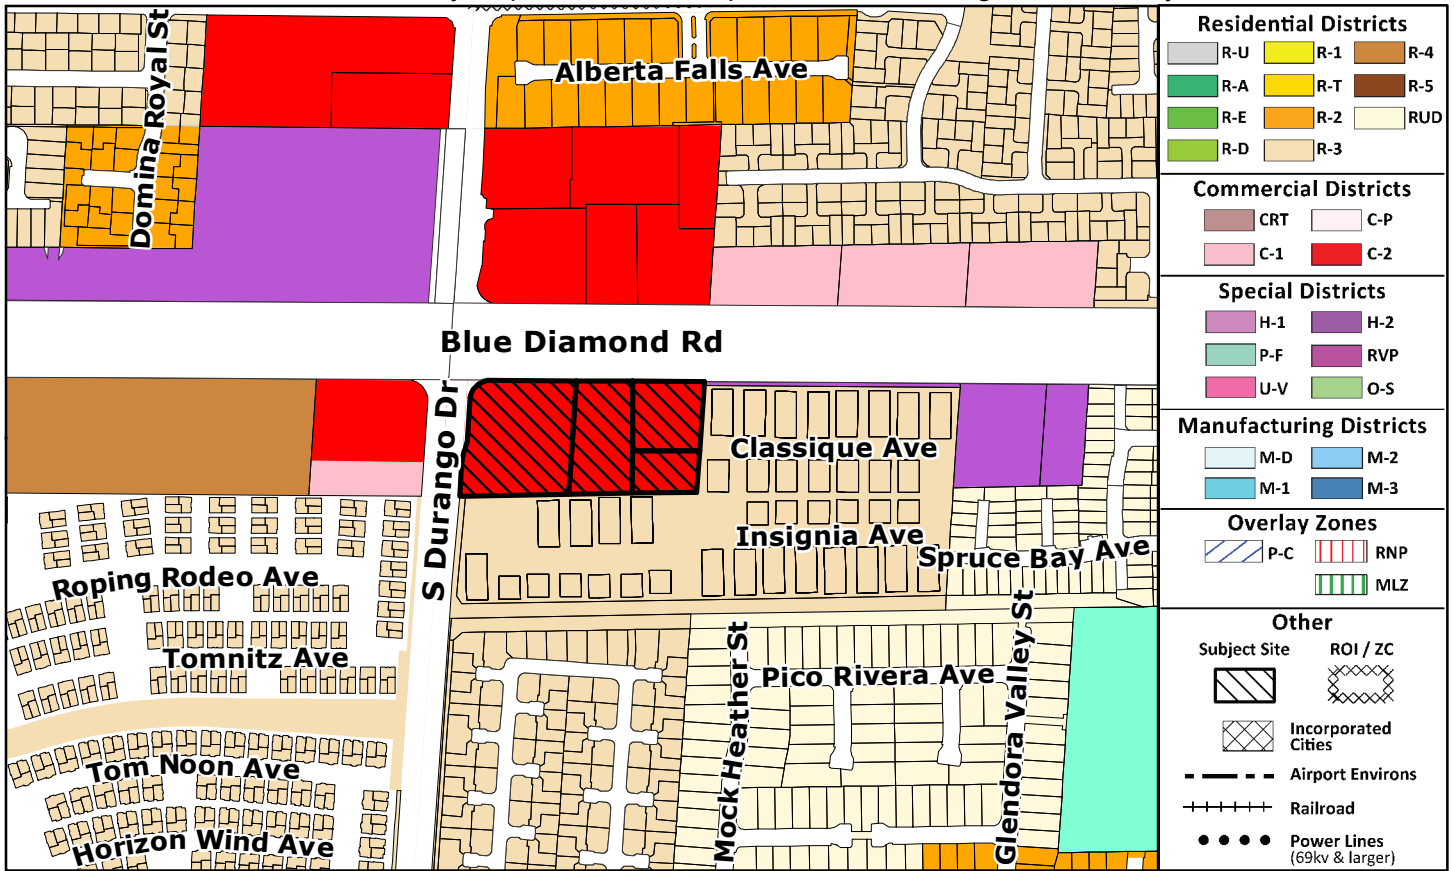 Domina Royal St
Alberta Falls Ave
Blue Diamond Rd
S Durango Dr
Classique Ave
Insignia Ave
Spruce Bay Ave
Roping Rodeo Ave
Tomnitz Ave
Mock Heather St
Pico Rivera Ave
Glendora Valley St
Tom Noon Ave
Horizon Wind Ave
Residential Districts
R-U R-1 R-4
R-A R-T R-5
R-E R-2 RUD
R-D R-3
Commercial Districts
CRT C-P
C-1 C-2
Special Districts
H-1 H-2
P-F RVP
U-V O-S
Manufacturing Districts
M-D M-2
M-1 M-3
Overlay Zones
P-C RNP
MLZ
Other
Subject Site ROI / ZC
Incorporated
Cities
Airport Environs
Railroad
Power Lines
(69kv & larger)